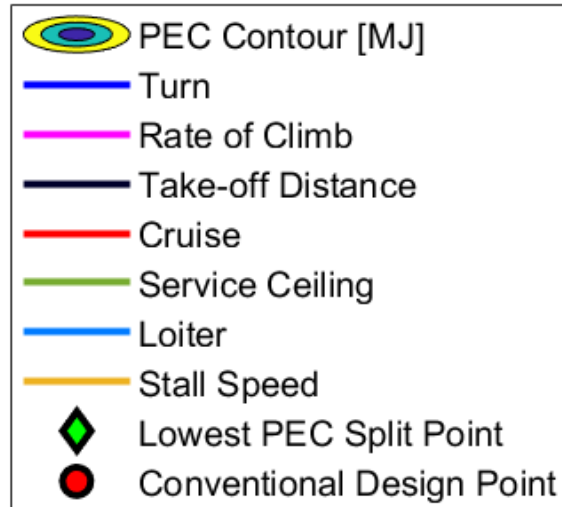 PEC Contour [MJ]
Turn
Rate of Climb
Take-off Distance
Cruise
Service Ceiling
Loiter
Stall Speed
Lowest PEC Split Point
Conventional Design Point